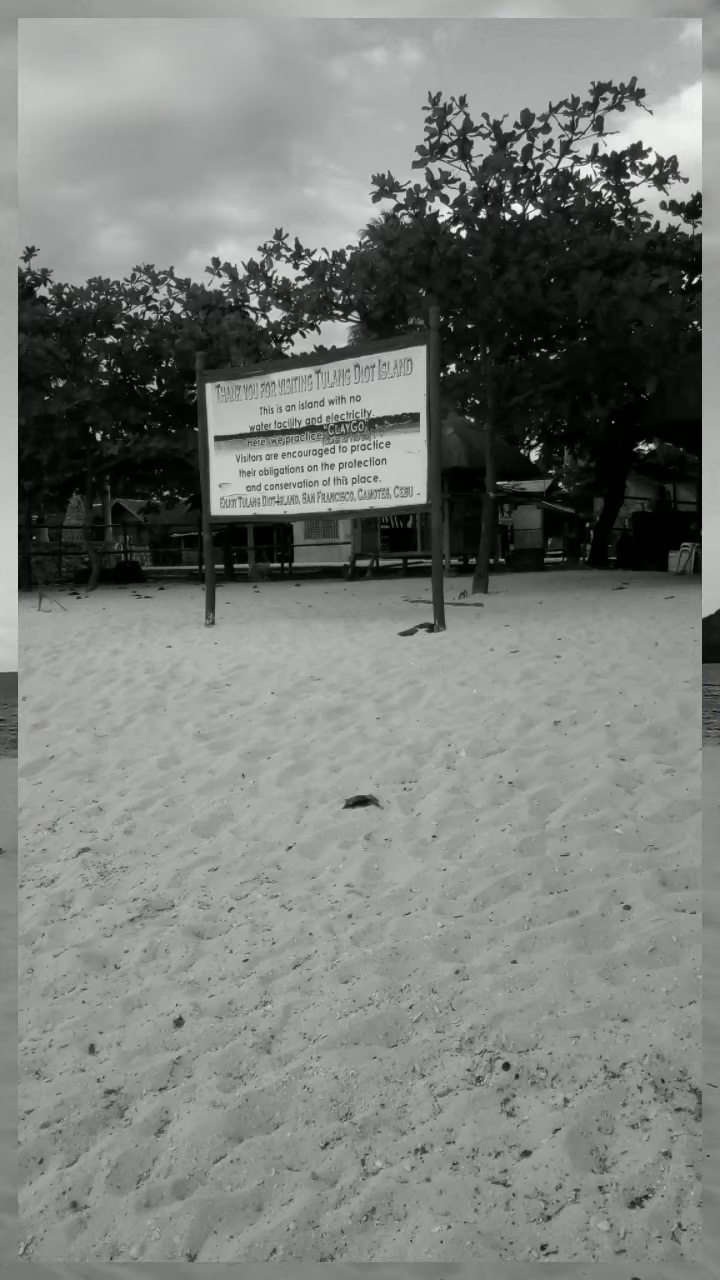 THANK YOU FOR VISITING TULANG DIOT ISLAND
This is an island with no
water facility and electricity.
Here, we practice "CLAYGO"
Visitors are encouraged to practice
their obligations on the protection
and conservation of this place.
ENJOY TULANG DIOT ISLAND, SAN FRANCISCO, CAMOTES, CEBU